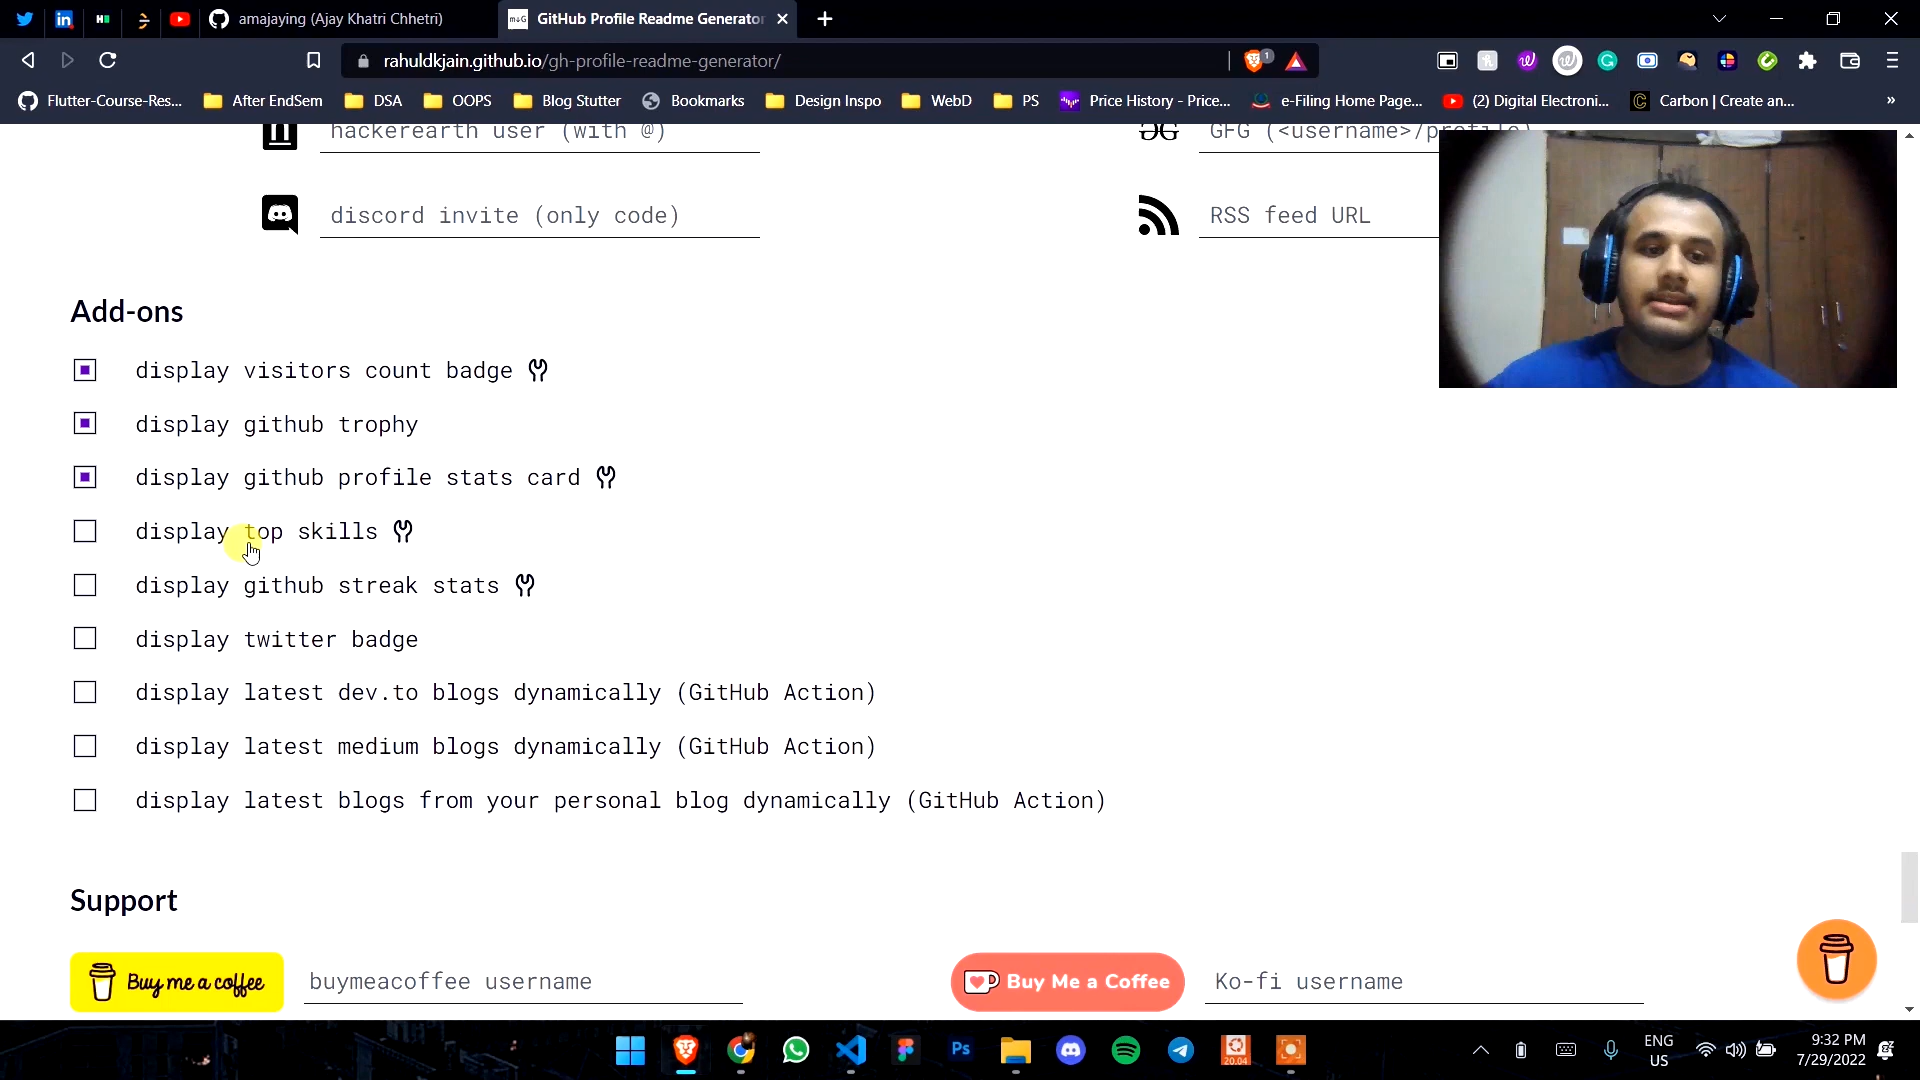 amajaying (Ajay Khatri Chhetri)
GitHub Profile Readme Generator
rahuldkjain.github.io/gh-profile-readme-generator/
1
Flutter-Course-Res...
After EndSem
DSA
OOPS
Blog Stutter
Bookmarks
Design Inspo
WebD
PS
Price History - Price...
e-Filing Home Page...
(2) Digital Electroni...
Carbon | Create an...
»
hackerearth user (with @)
GFG (<username>/profile)
discord invite (only code)
RSS feed URL
Add-ons
display visitors count badge
display github trophy
display github profile stats card
display top skills
display github streak stats
display twitter badge
display latest dev.to blogs dynamically (GitHub Action)
display latest medium blogs dynamically (GitHub Action)
display latest blogs from your personal blog dynamically (GitHub Action)
Support
Buy me a coffee
buymeacoffee username
Buy Me a Coffee
Ko-fi username
Ps
20.04
ENG
US
9:32 PM
7/29/2022